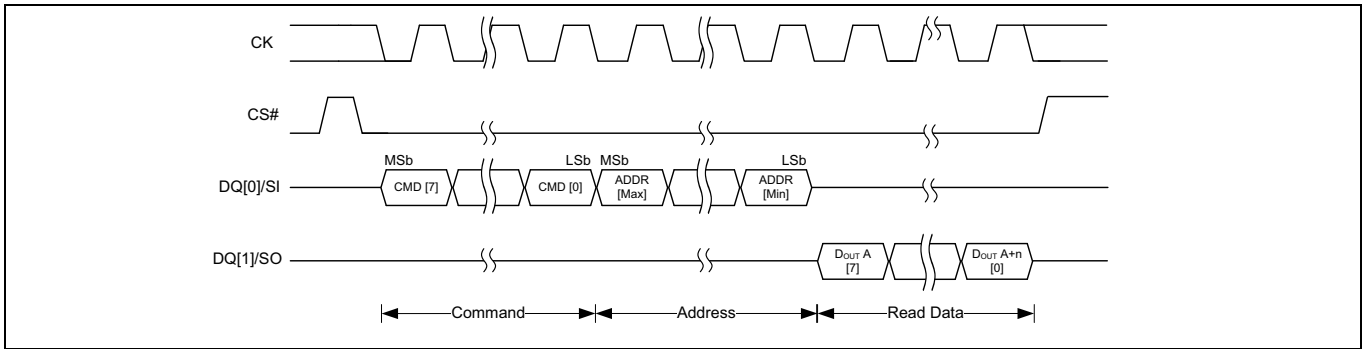 CK
CS#
MSb LSb MSb LSb
DQ[0]/SI CMD [7] CMD [0] ADDR [Max] ADDR [Min]
DQ[1]/SO DOUT A [7] DOUT A+n [0]
Command Address Read Data